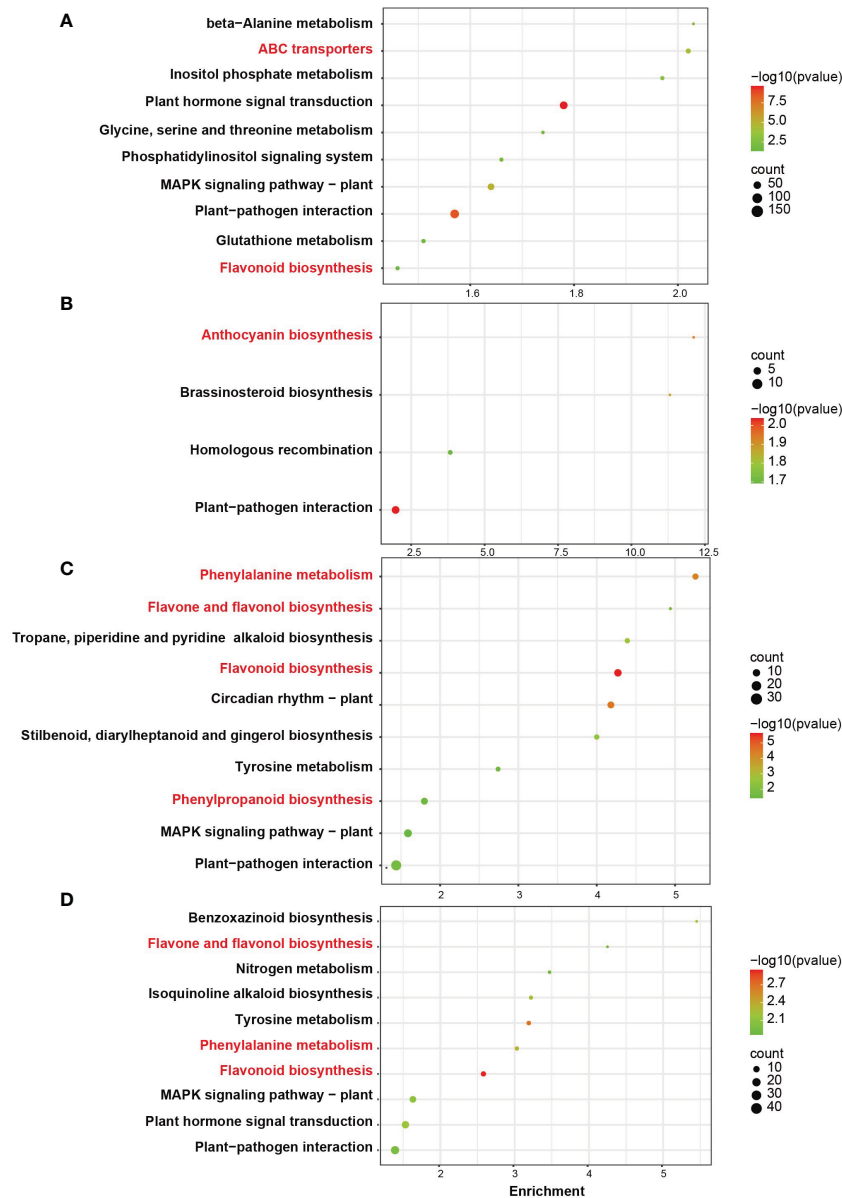 A
beta−Alanine metabolism
ABC transporters
Inositol phosphate metabolism
Plant hormone signal transduction
Glycine, serine and threonine metabolism
Phosphatidylinositol signaling system
MAPK signaling pathway − plant
Plant−pathogen interaction
Glutathione metabolism
Flavonoid biosynthesis
1.6 1.8 2.0
−log10(pvalue)
7.5
5.0
2.5
count
50
100
150
B
Anthocyanin biosynthesis
Brassinosteroid biosynthesis
Homologous recombination
Plant−pathogen interaction
2.5 5.0 7.5 10.0 12.5
count
5
10
−log10(pvalue)
2.0
1.9
1.8
1.7
C
Phenylalanine metabolism
Flavone and flavonol biosynthesis
Tropane, piperidine and pyridine alkaloid biosynthesis
Flavonoid biosynthesis
Circadian rhythm − plant
Stilbenoid, diarylheptanoid and gingerol biosynthesis
Tyrosine metabolism
Phenylpropanoid biosynthesis
MAPK signaling pathway − plant
Plant−pathogen interaction
2 3 4 5
count
10
20
30
−log10(pvalue)
5
4
3
2
D
Benzoxazinoid biosynthesis
Flavone and flavonol biosynthesis
Nitrogen metabolism
Isoquinoline alkaloid biosynthesis
Tyrosine metabolism
Phenylalanine metabolism
Flavonoid biosynthesis
MAPK signaling pathway − plant
Plant hormone signal transduction
Plant−pathogen interaction
2 3 4 5
Enrichment
−log10(pvalue)
2.7
2.4
2.1
count
10
20
30
40